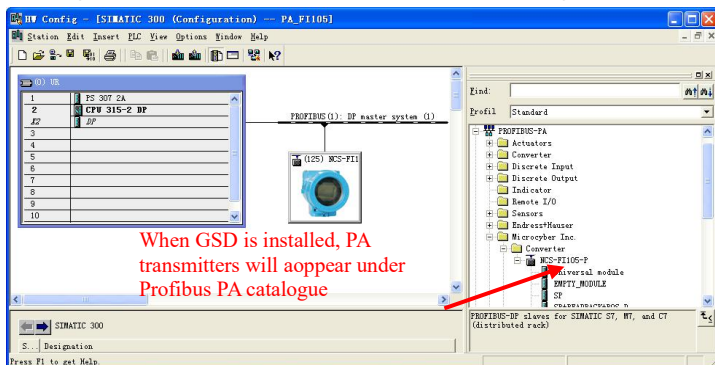 HW Config - [SIMATIC 300 (Configuration) -- PA_FI105]
Station Edit Insert PLC View Options Window Help
(0) UR
1 PS 307 2A
2 CPU 315-2 DP
X2 DP
3
4
5
6
7
8
9
10
PROFIBUS(1): DP master system (1)
(125) NCS-FI1
When GSD is installed, PA
transmitters will aoppear under
Profibus PA catalogue
Find:
Profil Standard
PROFIBUS-PA
Actuators
Converter
Discrete Input
Discrete Output
Indicator
Remote I/O
Sensors
Endress+Hauser
Microcyber Inc.
Converter
NCS-FI105-P
Universal module
EMPTY_MODULE
SP
PROFIBUS-DP slaves for SIMATIC S7, M7, and C7
(distributed rack)
SIMATIC 300
S... Designation
Press F1 to get Help.